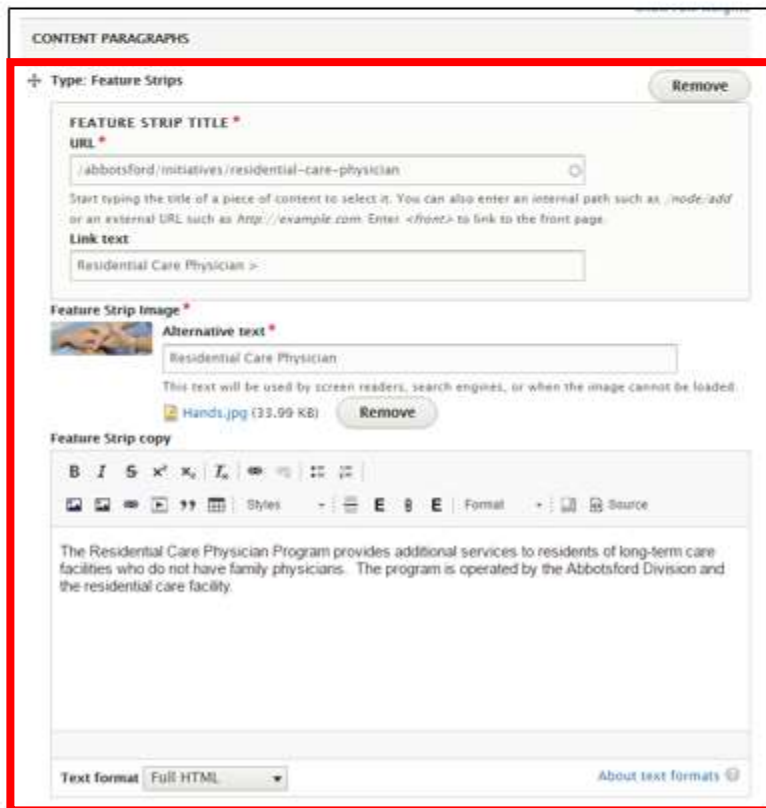 CONTENT PARAGRAPHS
Type: Feature Strips
Remove
FEATURE STRIP TITLE *
URL *
/abbotsford/initiatives/residential-care-physician
Start typing the title of a piece of content to select it. You can also enter an internal path such as /node/add
or an external URL such as http://example.com. Enter <front> to link to the front page.
Link text
Residential Care Physician >
Feature Strip Image *
Alternative text *
Residential Care Physician
This text will be used by screen readers, search engines, or when the image cannot be loaded.
Hands.jpg (33.99 KB) Remove
Feature Strip copy
B I S x² x₂ Tx
Styles E E Format Source
The Residential Care Physician Program provides additional services to residents of long-term care
facilities who do not have family physicians. The program is operated by the Abbotsford Division and
the residential care facility.
Text format Full HTML About text formats